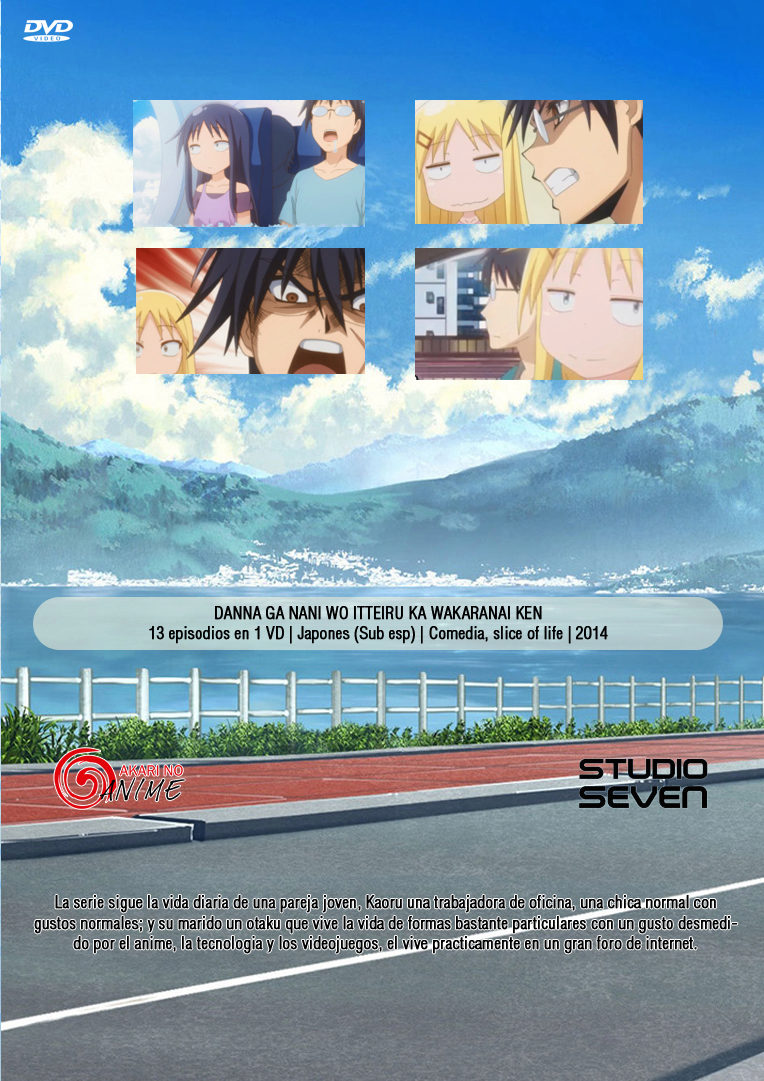 DVD
VIDEO
DANNA GA NANI WO ITTEIRU KA WAKARANAI KEN
13 episodios en 1 VD | Japones (Sub esp) | Comedia, slice of life | 2014
AKARI NO
ANIME
STUDIO
SEVEN
La serie sigue la vida diaria de una pareja joven, Kaoru una trabajadora de oficina, una chica normal con
gustos normales; y su marido un otaku que vive la vida de formas bastante particulares con un gusto desmedi-
do por el anime, la tecnologia y los videojuegos, el vive practicamente en un gran foro de internet.